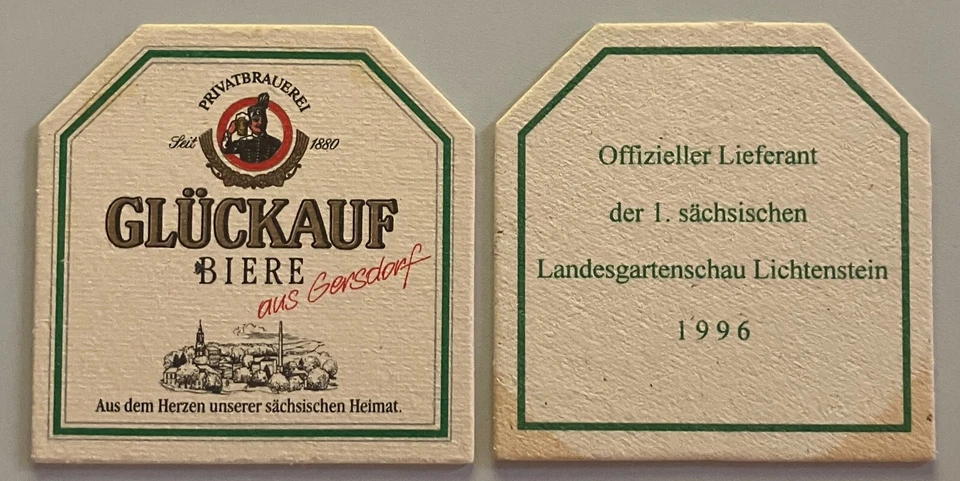 PRIVATBRAUEREI
Seit 1880
GLÜCKAUF
BIERE
aus Gersdorf
Aus dem Herzen unserer sächsischen Heimat.
Offizieller Lieferant
der 1. sächsischen
Landesgartenschau Lichtenstein
1996